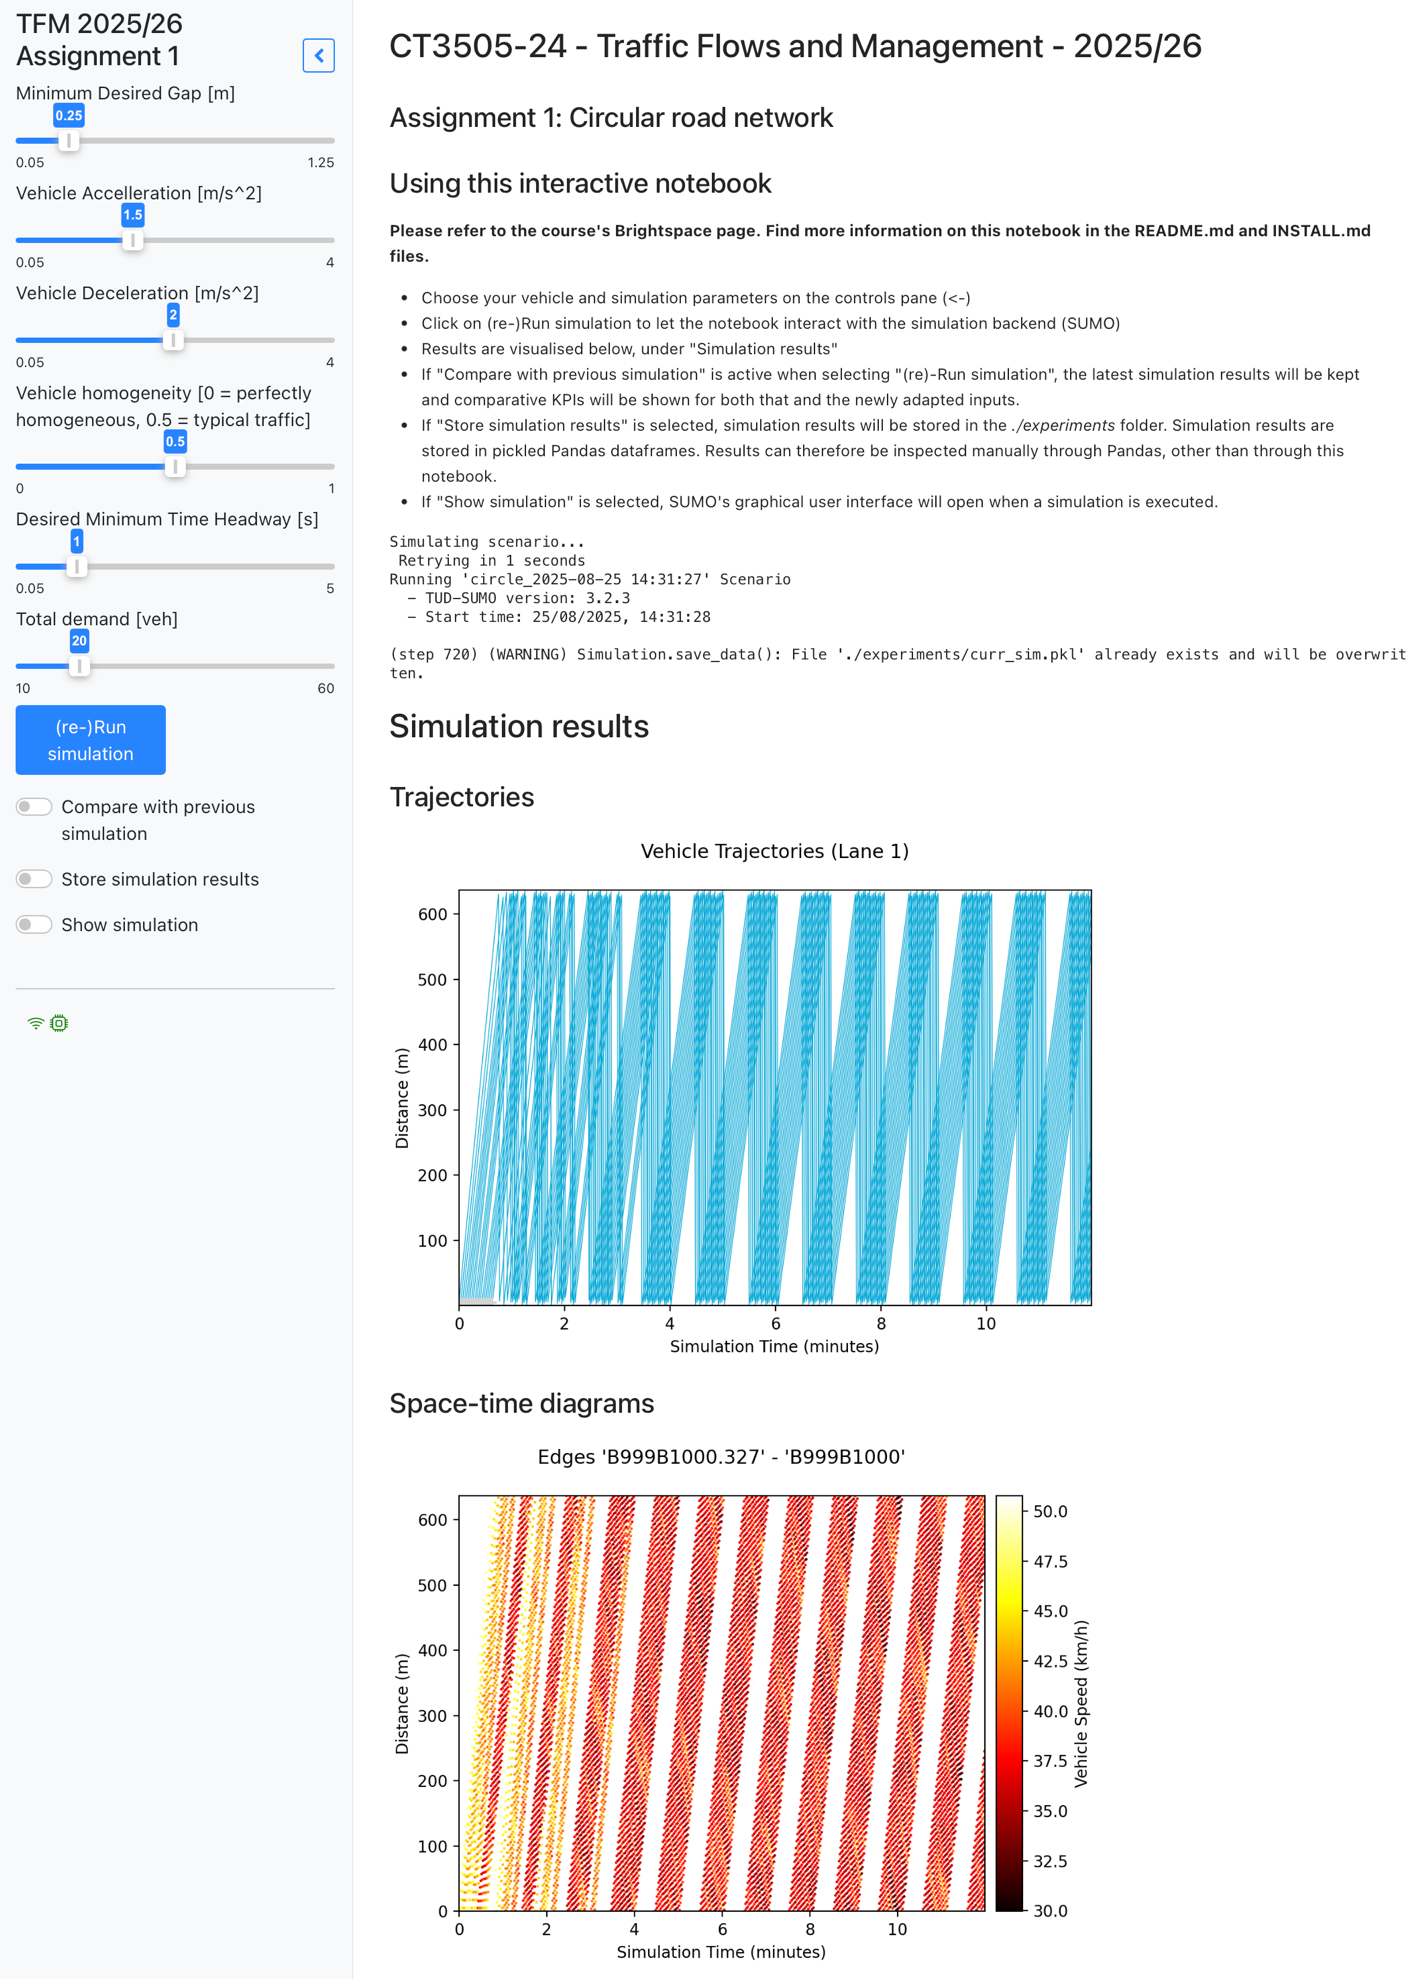 TFM 2025/26
Assignment 1
Minimum Desired Gap [m]
0.25
0.05 1.25
Vehicle Accelleration [m/s^2]
1.5
0.05 4
Vehicle Deceleration [m/s^2]
2
0.05 4
Vehicle homogeneity [0 = perfectly
homogeneous, 0.5 = typical traffic]
0.5
0 1
Desired Minimum Time Headway [s]
1
0.05 5
Total demand [veh]
20
10 60
(re-)Run
simulation
Compare with previous
simulation
Store simulation results
Show simulation
CT3505-24 - Traffic Flows and Management - 2025/26
Assignment 1: Circular road network
Using this interactive notebook
Please refer to the course's Brightspace page. Find more information on this notebook in the README.md and INSTALL.md
files.
• Choose your vehicle and simulation parameters on the controls pane (<-)
• Click on (re-)Run simulation to let the notebook interact with the simulation backend (SUMO)
• Results are visualised below, under "Simulation results"
• If "Compare with previous simulation" is active when selecting "(re)-Run simulation", the latest simulation results will be kept
and comparative KPIs will be shown for both that and the newly adapted inputs.
• If "Store simulation results" is selected, simulation results will be stored in the ./experiments folder. Simulation results are
stored in pickled Pandas dataframes. Results can therefore be inspected manually through Pandas, other than through this
notebook.
• If "Show simulation" is selected, SUMO's graphical user interface will open when a simulation is executed.
Simulating scenario...
Retrying in 1 seconds
Running 'circle_2025-08-25 14:31:27' Scenario
- TUD-SUMO version: 3.2.3
- Start time: 25/08/2025, 14:31:28
(step 720) (WARNING) Simulation.save_data(): File './experiments/curr_sim.pkl' already exists and will be overwrit
ten.
Simulation results
Trajectories
Vehicle Trajectories (Lane 1)
600
500
400
300
200
100
Distance (m)
0 2 4 6 8 10
Simulation Time (minutes)
Space-time diagrams
Edges 'B999B1000.327' - 'B999B1000'
600
500
400
300
200
100
0
Distance (m)
0 2 4 6 8 10
Simulation Time (minutes)
50.0
47.5
45.0
42.5
40.0
37.5
35.0
32.5
30.0
Vehicle Speed (km/h)